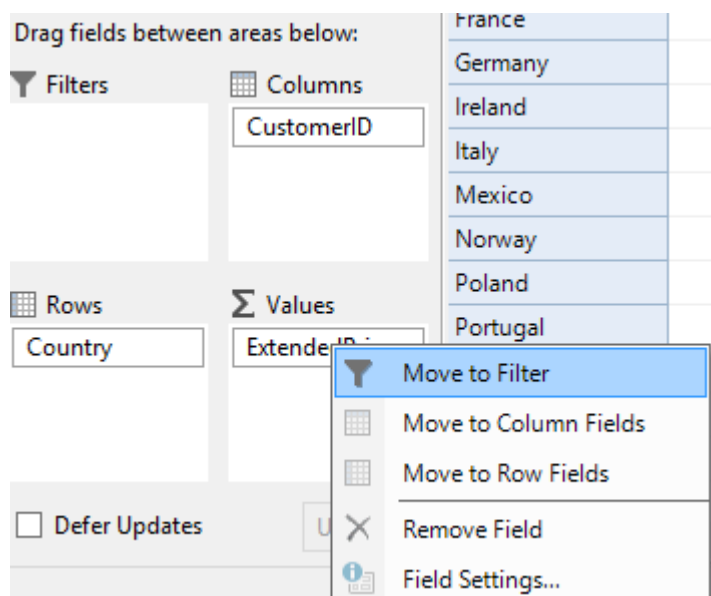 Drag fields between areas below:
Filters
Columns
CustomerID
Rows
Country
Values
Defer Updates
France
Germany
Ireland
Italy
Mexico
Norway
Poland
Portugal
Move to Filter
Move to Column Fields
Move to Row Fields
Remove Field
Field Settings...